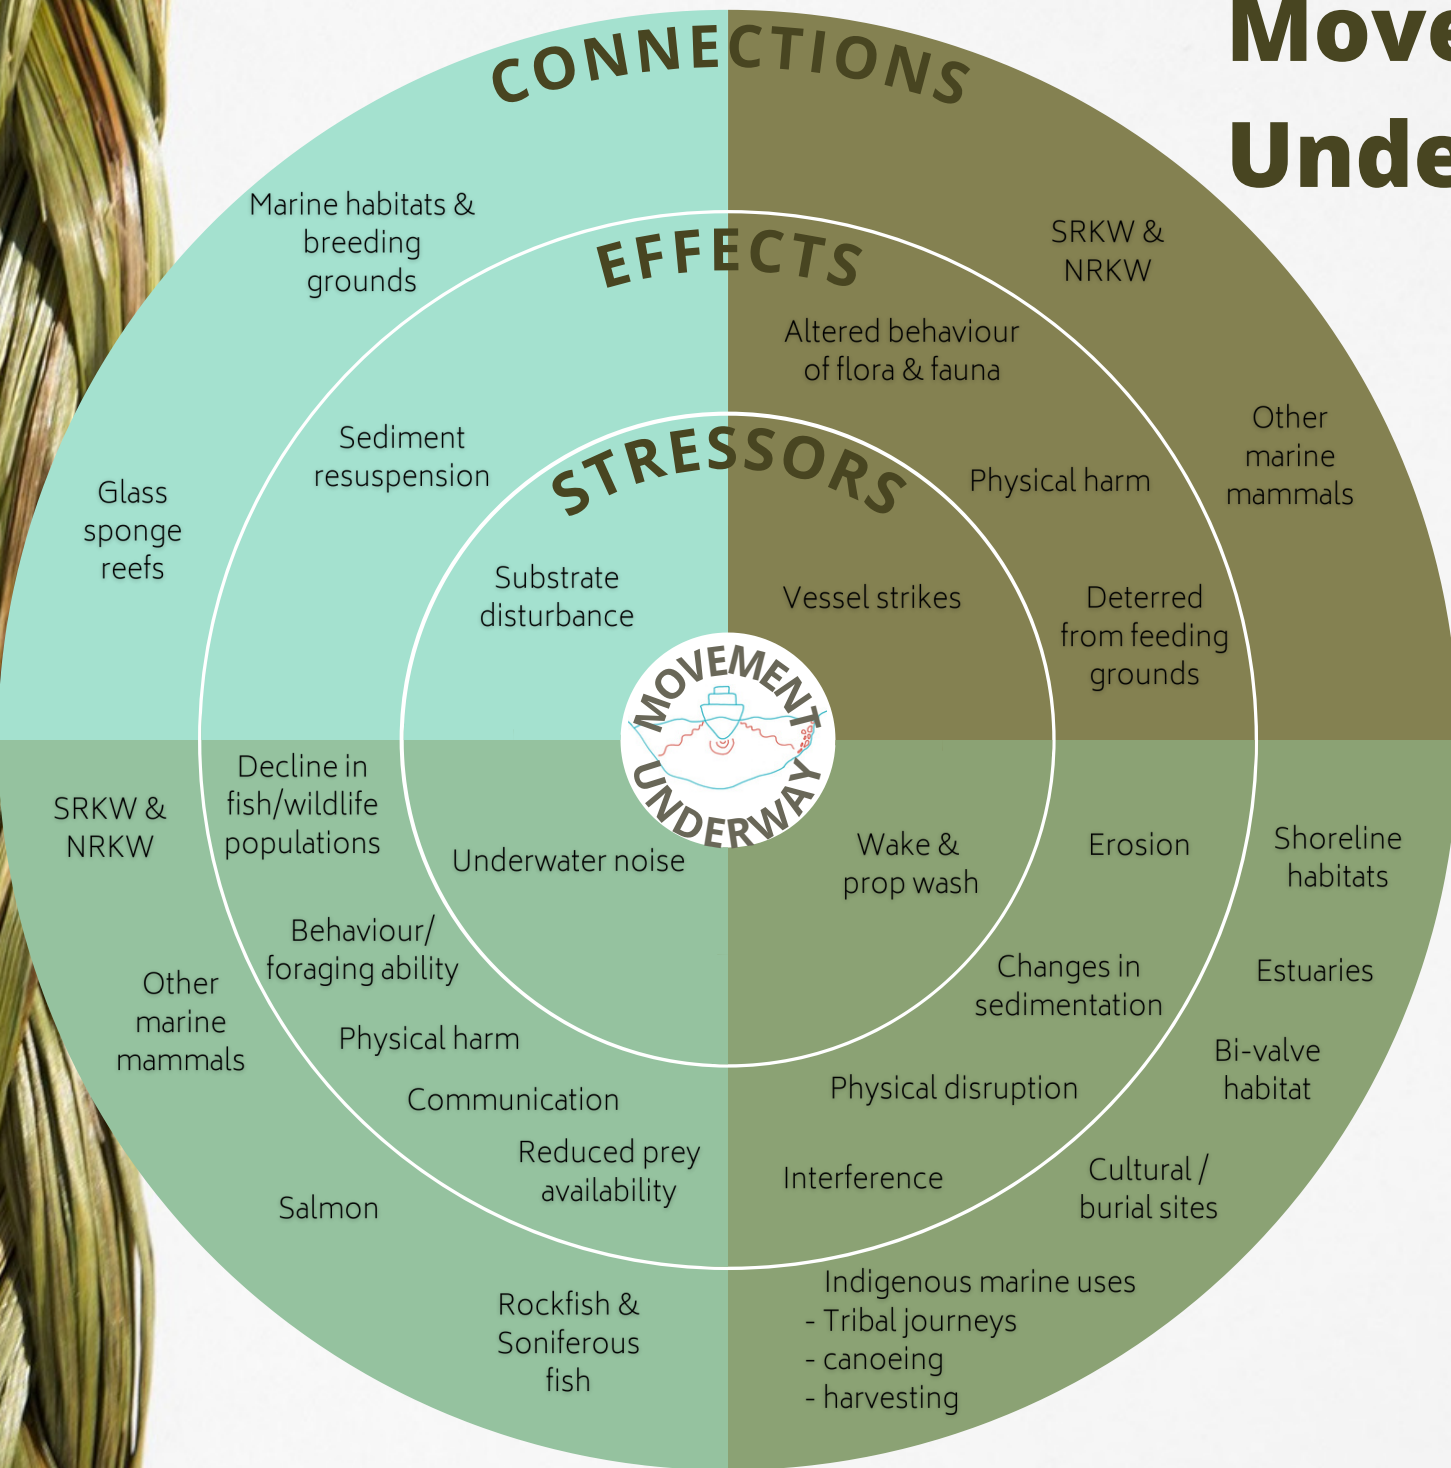 Move
Unde
CONNECTIONS
Marine habitats &
breeding
grounds
Glass
sponge
reefs
SRKW &
NRKW
Other
marine
mammals
EFFECTS
Sediment
resuspension
Altered behaviour
of flora & fauna
Physical harm
Deterred
from feeding
grounds
STRESSORS
Substrate
disturbance
Vessel strikes
MOVEMENT
UNDERWAY
Underwater noise
Wake &
prop wash
Decline in
fish/wildlife
populations
Behaviour/
foraging ability
Physical harm
Communication
Reduced prey
availability
Erosion
Changes in
sedimentation
Physical disruption
Interference
SRKW &
NRKW
Other
marine
mammals
Salmon
Rockfish &
Soniferous
fish
Shoreline
habitats
Estuaries
Bi-valve
habitat
Cultural /
burial sites
Indigenous marine uses
- Tribal journeys
- canoeing
- harvesting